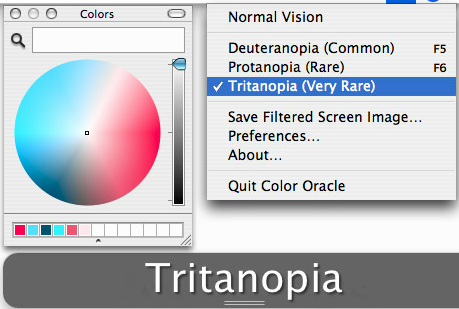 Colors
Normal Vision
Deuteranopia (Common) F5
Protanopia (Rare) F6
✓ Tritanopia (Very Rare)
Save Filtered Screen Image...
Preferences...
About...
Quit Color Oracle
Tritanopia